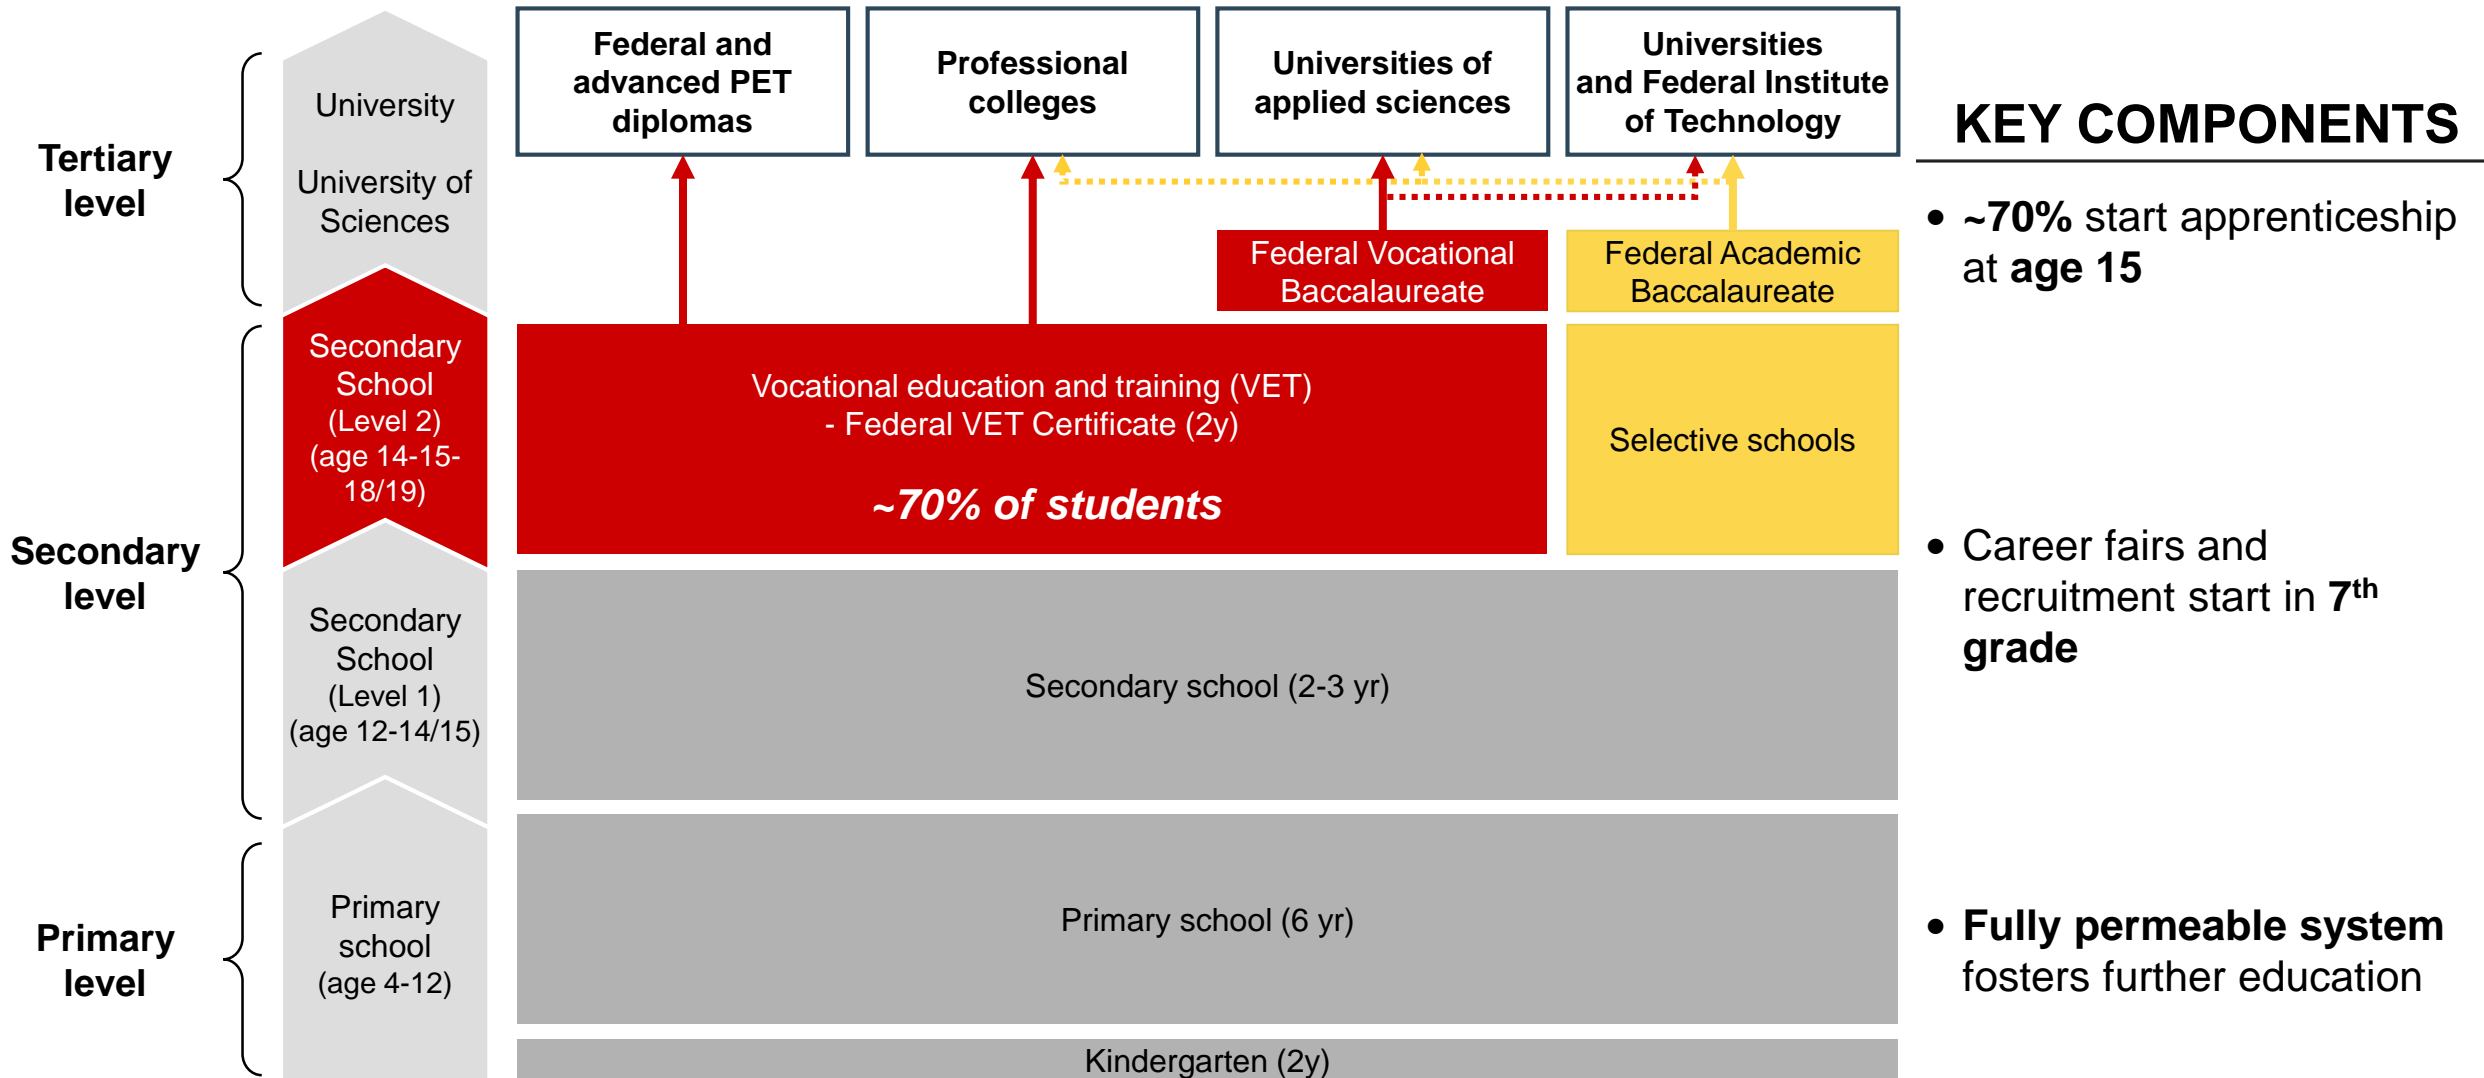 Tertiary
level
Secondary
level
Primary
level
University
University of
Sciences
Secondary
School
(Level 2)
(age 14-15-
18/19)
Secondary
School
(Level 1)
(age 12-14/15)
Primary
school
(age 4-12)
Federal and
advanced PET
diplomas
Professional
colleges
Universities of
applied sciences
Universities
and Federal Institute
of Technology
Federal Vocational
Baccalaureate
Federal Academic
Baccalaureate
Vocational education and training (VET)
- Federal VET Certificate (2y)
~70% of students
Selective schools
Secondary school (2-3 yr)
Primary school (6 yr)
Kindergarten (2y)
KEY COMPONENTS
• ~70% start apprenticeship
at age 15
• Career fairs and
recruitment start in 7th
grade
• Fully permeable system
fosters further education